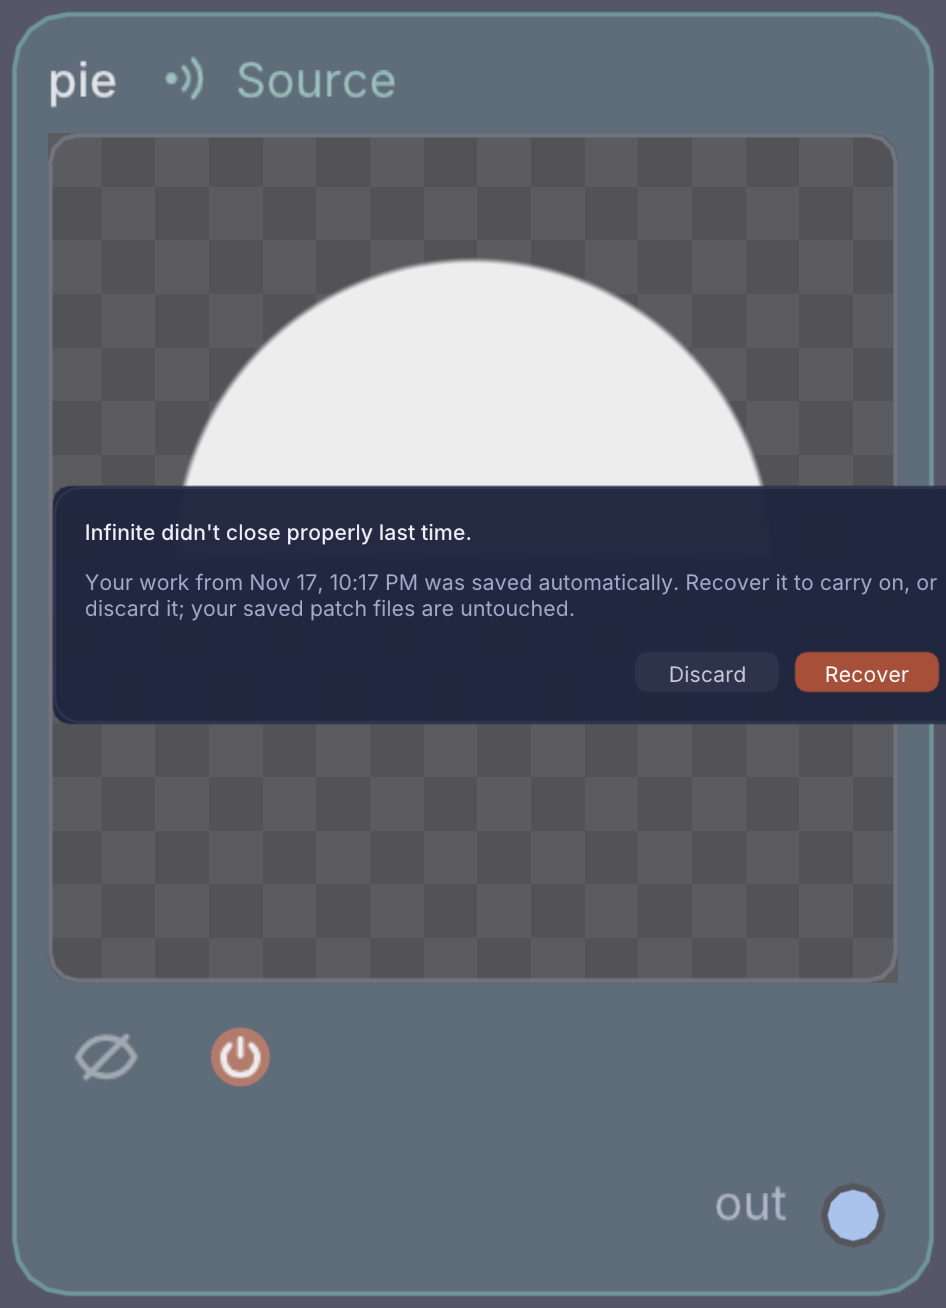 pie Source
Infinite didn't close properly last time.
Your work from Nov 17, 10:17 PM was saved automatically. Recover it to carry on, or
discard it; your saved patch files are untouched.
Discard Recover
out